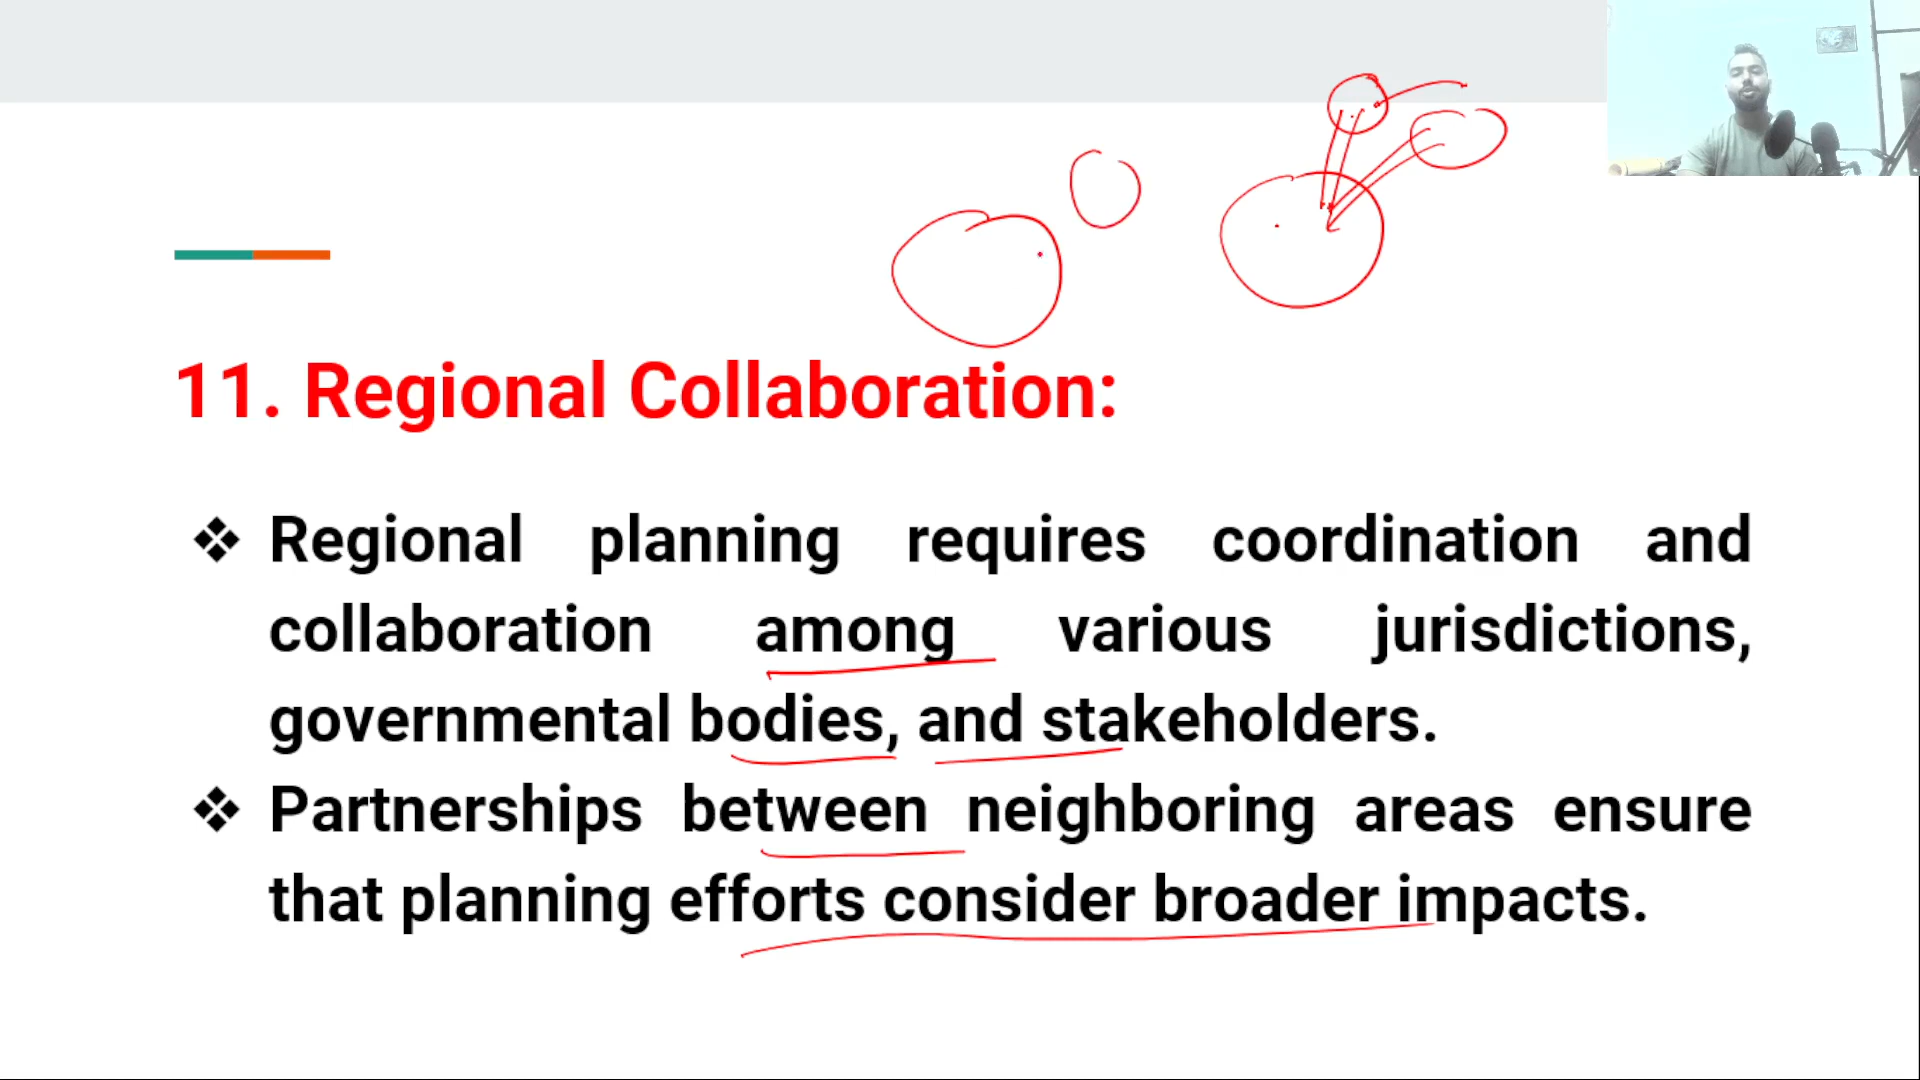 11. Regional Collaboration:
❖ Regional planning requires coordination and
collaboration among various jurisdictions,
governmental bodies, and stakeholders.
❖ Partnerships between neighboring areas ensure
that planning efforts consider broader impacts.